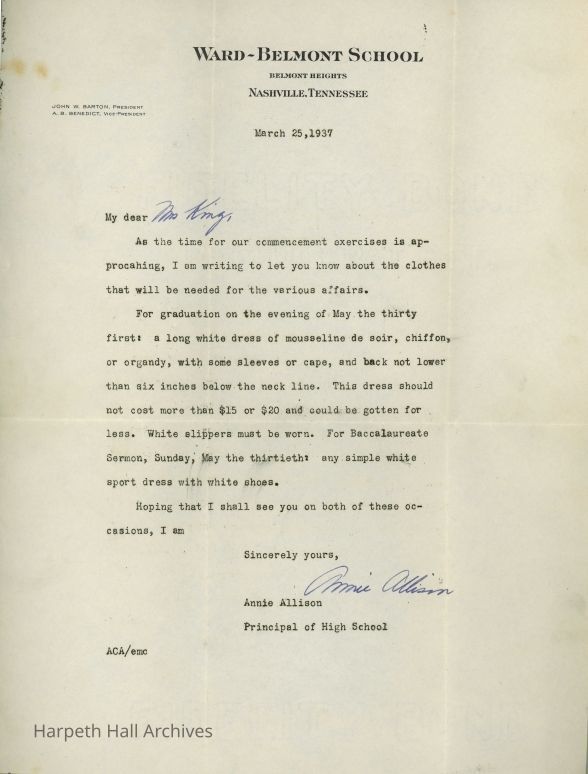 WARD-BELMONT SCHOOL
BELMONT HEIGHTS
NASHVILLE, TENNESSEE
JOHN W. BARTON, PRESIDENT
A. B. BENEDICT, VICE-PRESIDENT
March 25,1937
My dear Mrs King,
As the time for our commencement exercises is ap-
procahing, I am writing to let you know about the clothes
that will be needed for the various affairs.
For graduation on the evening of May the thirty
first: a long white dress of mousseline de soir, chiffon,
or organdy, with some sleeves or cape, and back not lower
than six inches below the neck line. This dress should
not cost more than $15 or $20 and could be gotten for
less. White slippers must be worn. For Baccalaureate
Sermon, Sunday, May the thirtieth: any simple white
sport dress with white shoes.
Hoping that I shall see you on both of these oc-
casions, I am
Sincerely yours,
Annie Allison
Annie Allison
Principal of High School
ACA/emc
Harpeth Hall Archives